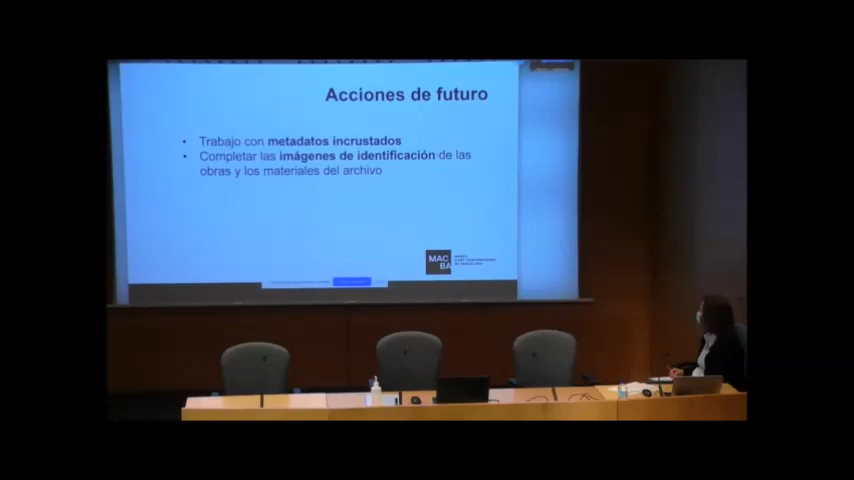 Acciones de futuro
• Trabajo con metadatos incrustados
• Completar las imágenes de identificación de las
obras y los materiales del archivo
MAC
BA